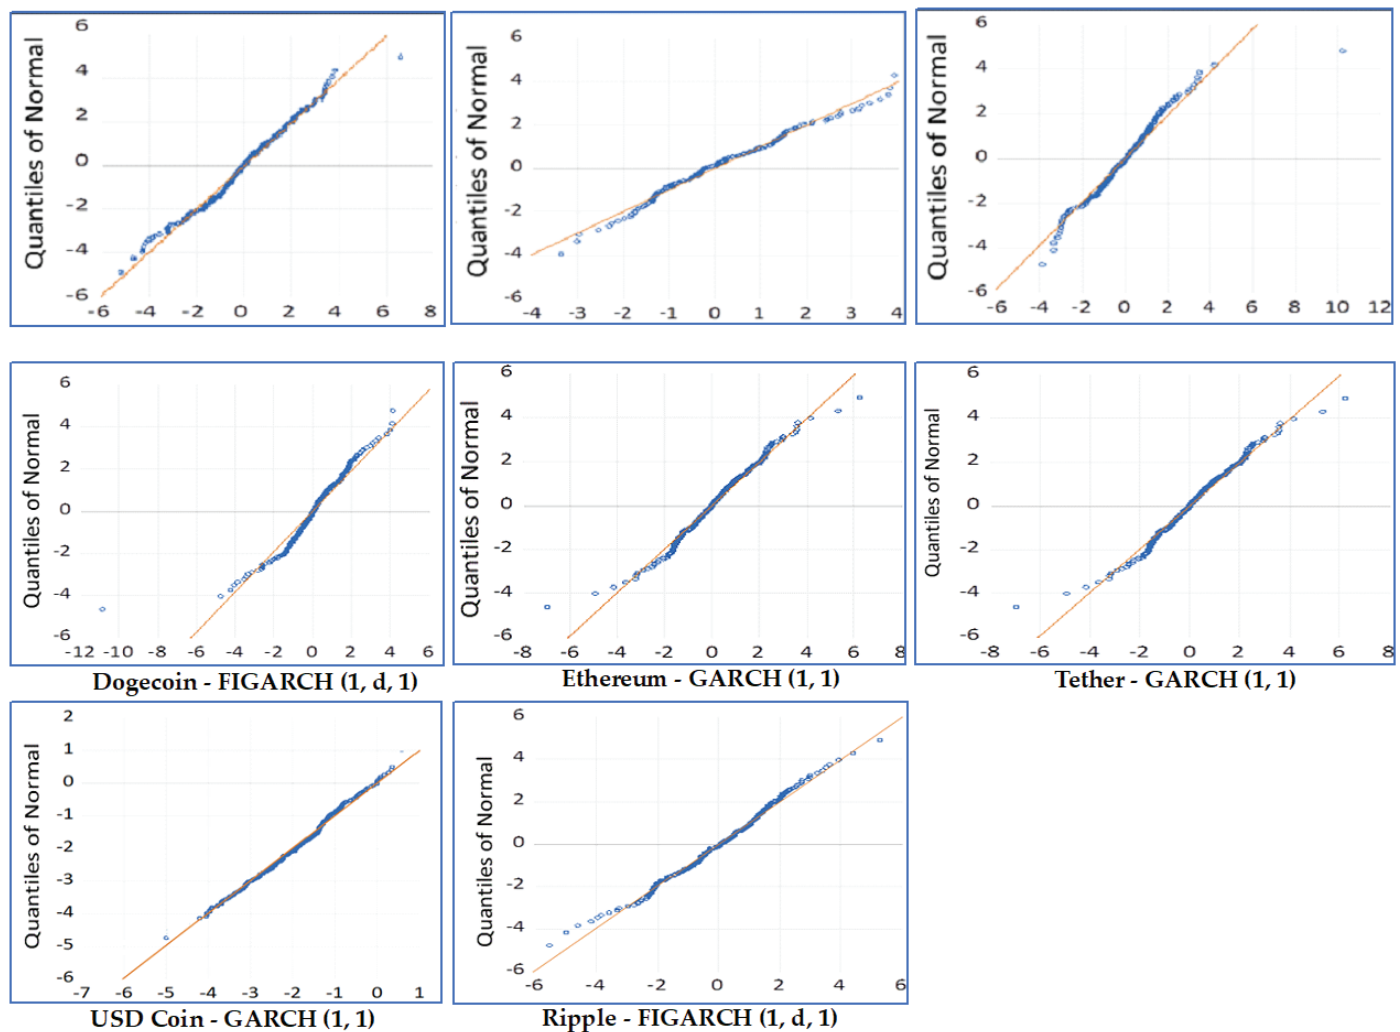 Quantiles of Normal
6
4
2
0
-2
-4
-6
-6 -4 -2 0 2 4 6 8
Quantiles of Normal
6
4
2
0
-2
-4
-6
-4 -3 -2 -1 0 1 2 3 4
Quantiles of Normal
6
4
2
0
-2
-4
-6
-6 -4 -2 0 2 4 6 8 10 12
Quantiles of Normal
6
4
2
0
-2
-4
-6
-12 -10 -8 -6 -4 -2 0 2 4 6
Dogecoin - FIGARCH (1, d, 1)
Quantiles of Normal
6
4
2
0
-2
-4
-6
-8 -6 -4 -2 0 2 4 6 8
Ethereum - GARCH (1, 1)
Quantiles of Normal
6
4
2
0
-2
-4
-6
-8 -6 -4 -2 0 2 4 6 8
Tether - GARCH (1, 1)
Quantiles of Normal
2
1
0
-1
-2
-3
-4
-5
-6
-7 -6 -5 -4 -3 -2 -1 0 1
USD Coin - GARCH (1, 1)
Quantiles of Normal
6
4
2
0
-2
-4
-6
-6 -4 -2 0 2 4 6
Ripple - FIGARCH (1, d, 1)